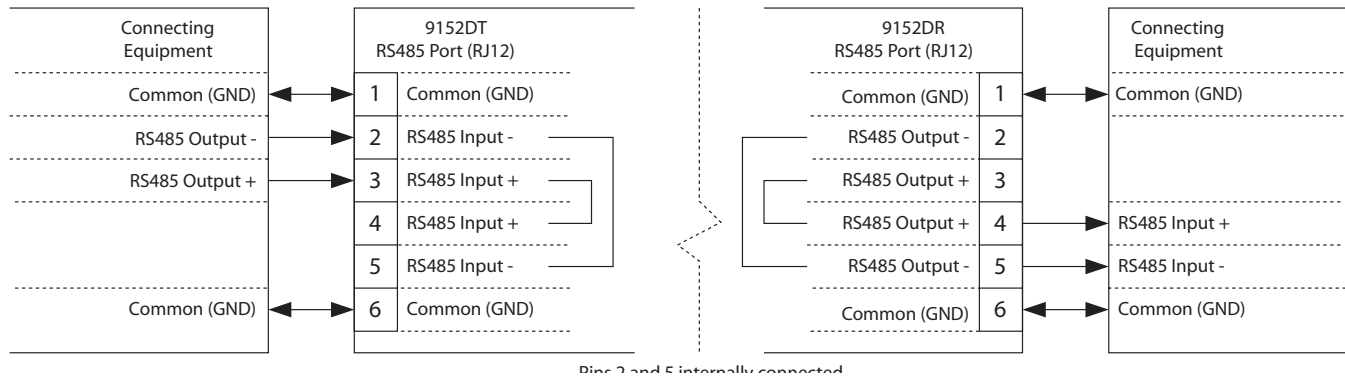 Connecting
Equipment
Common (GND)
RS485 Output -
RS485 Output +
Common (GND)
9152DT
RS485 Port (RJ12)
1 Common (GND)
2 RS485 Input -
3 RS485 Input +
4 RS485 Input +
5 RS485 Input -
6 Common (GND)
9152DR
RS485 Port (RJ12)
Common (GND) 1
RS485 Output - 2
RS485 Output + 3
RS485 Output + 4
RS485 Output - 5
Common (GND) 6
Connecting
Equipment
Common (GND)
RS485 Input +
RS485 Input -
Common (GND)
Pins 2 and 5 internally connected